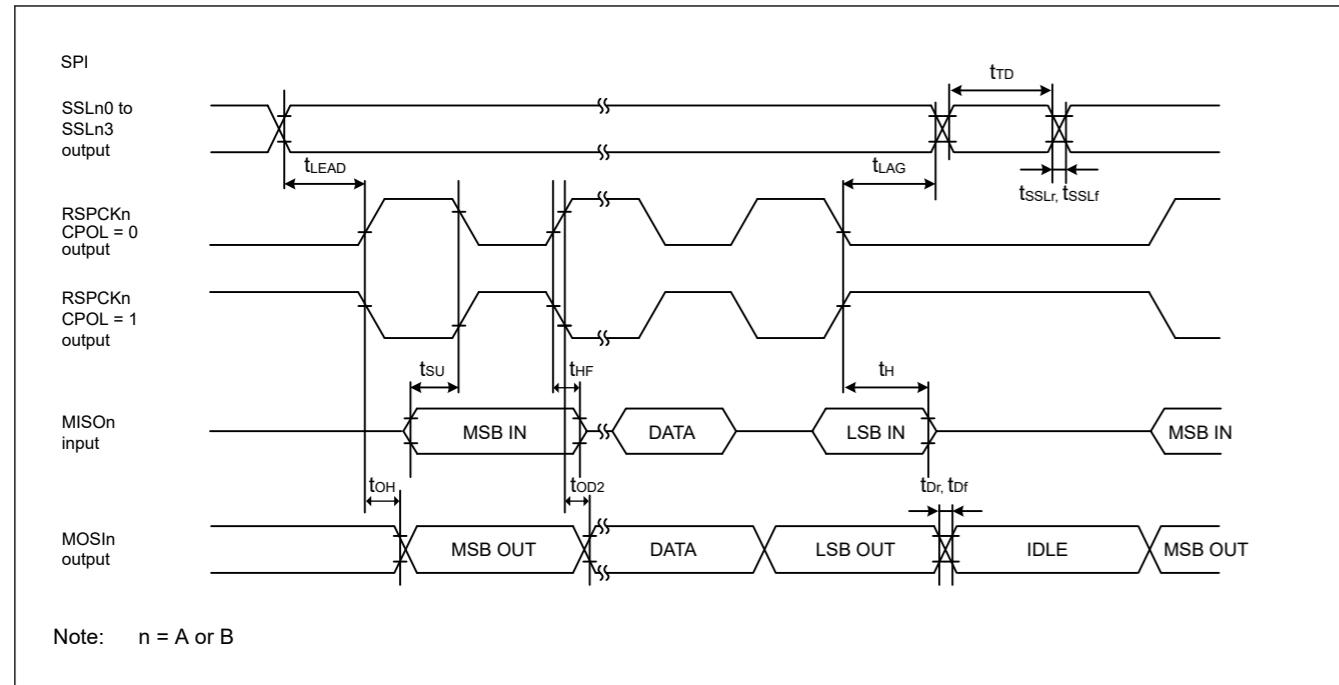 SPI
SSLn0 to
SSLn3
output
tTD
tLEAD
tLAG
tSSLr, tSSLf
RSPCKn
CPOL = 0
output
RSPCKn
CPOL = 1
output
tSU
tHF
tH
MISOn
input
MSB IN
DATA
LSB IN
MSB IN
tOH
tOD2
tDr, tDf
MOSIn
output
MSB OUT
DATA
LSB OUT
IDLE
MSB OUT
Note: n = A or B